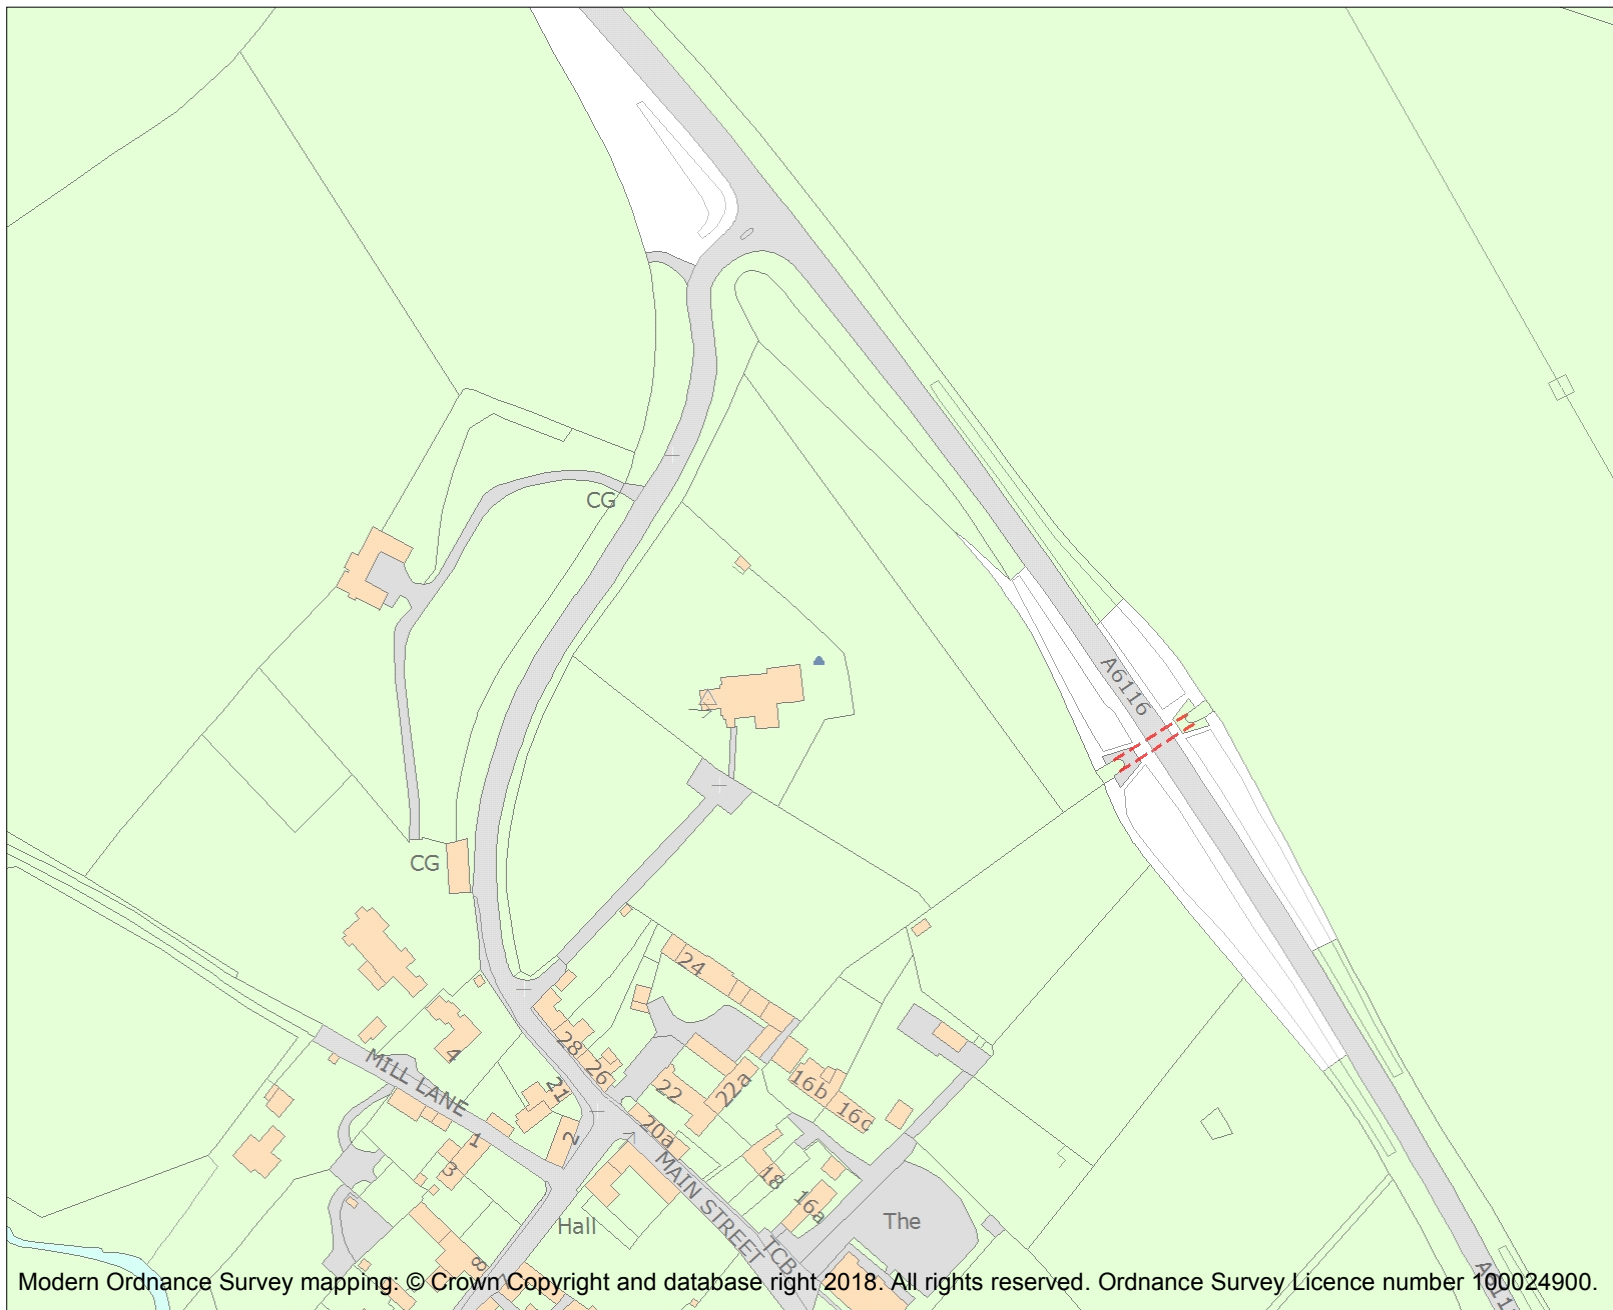 CG
A6116
CG
24
28
26
4
MILL LANE
21
22
22a
16b
16c
20a
2
1
3
MAIN STREET
18
16a
The
Hall
TCB
8
A611
Modern Ordnance Survey mapping: © Crown Copyright and database right 2018. All rights reserved. Ordnance Survey Licence number 100024900.